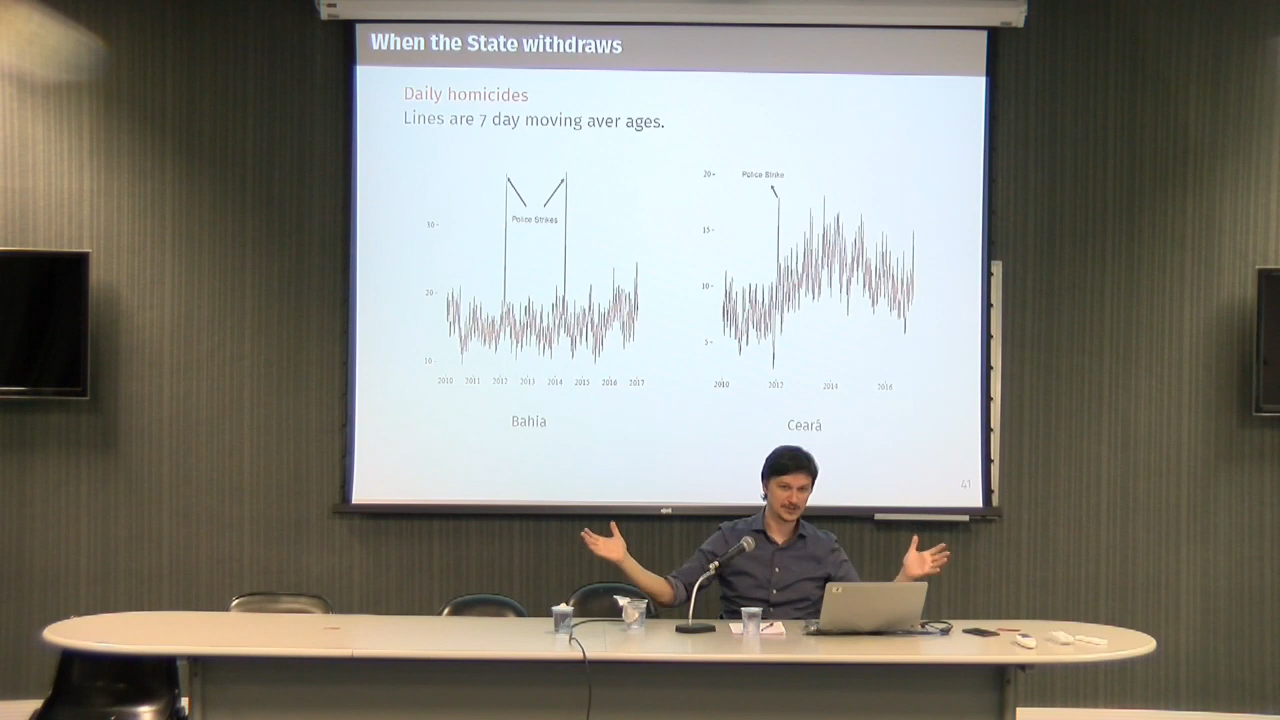 When the State withdraws
Daily homicides
Lines are 7 day moving aver ages.
Police Strikes
30
20
10
2010 2011 2012 2013 2014 2015 2016 2017
Bahia
Police Strike
20
15
10
5
2010 2012 2014 2016
Ceará
41